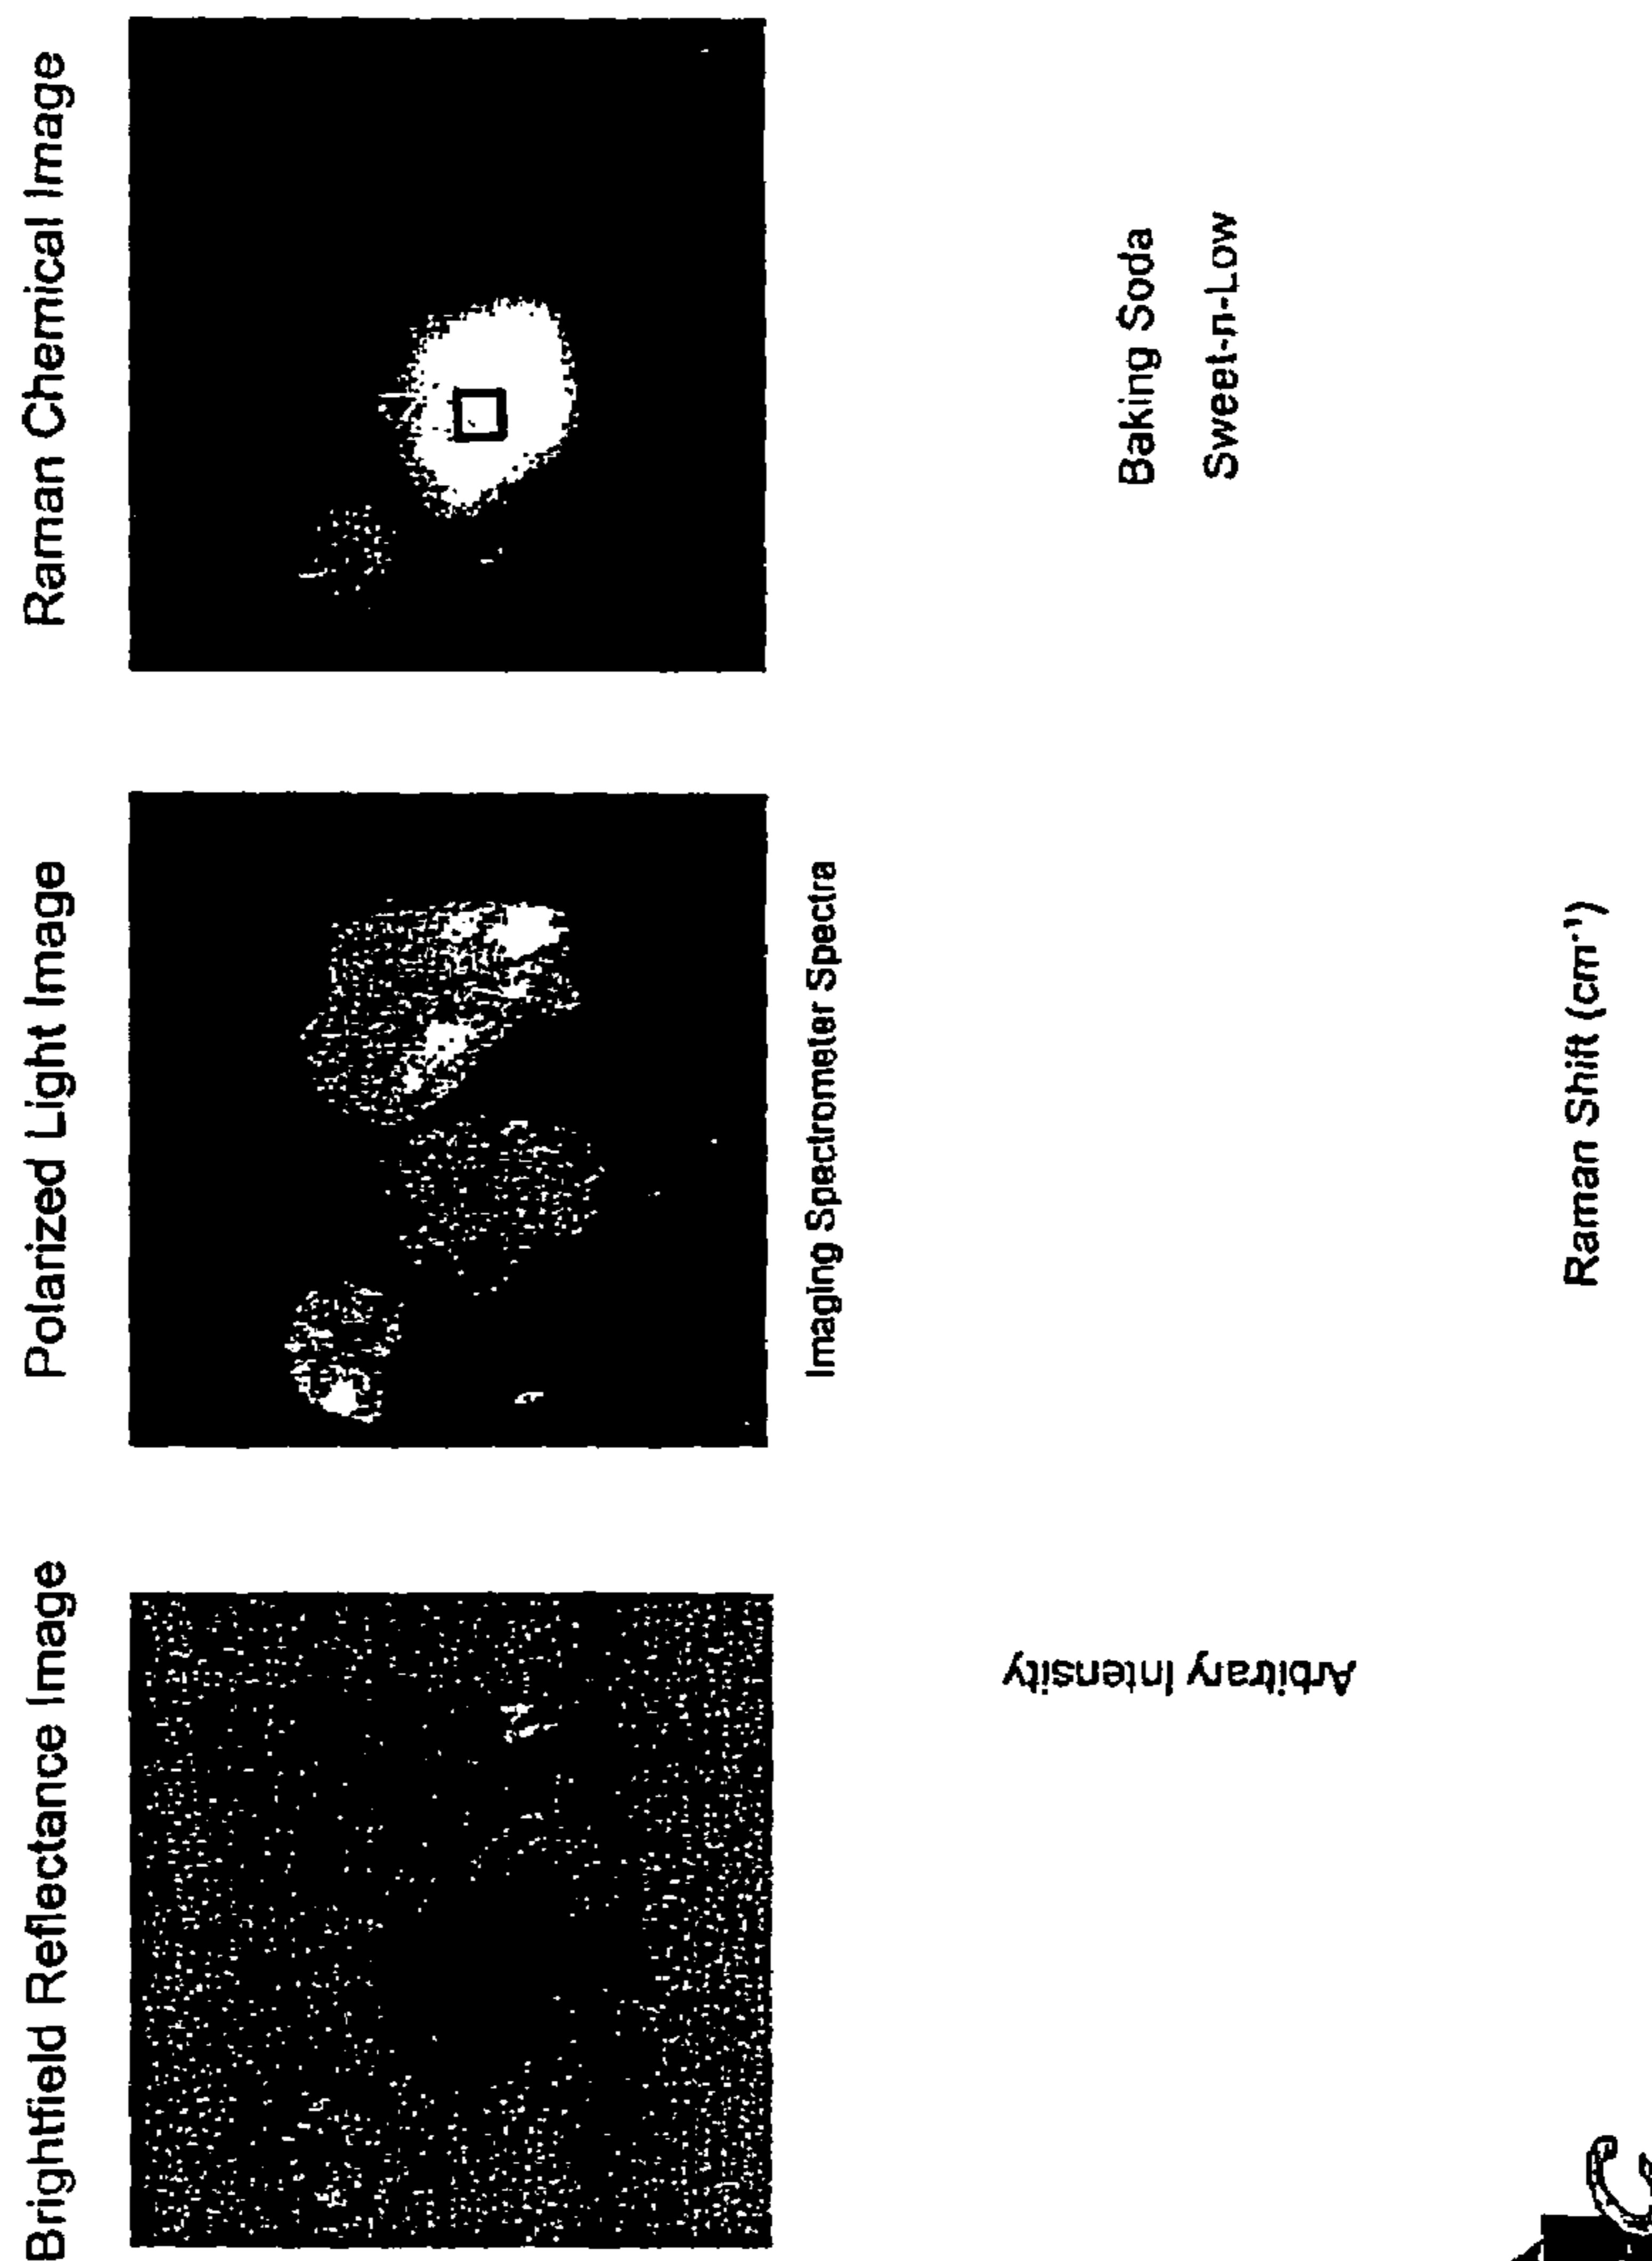 Brightfield Reflectance Image
Polarized Light Image
Raman Chemical Image
Imaging Spectrometer Spectra
Arbitrary Intensity
Baking Soda
Sweet-n-Low
Raman Shift (cm⁻¹)